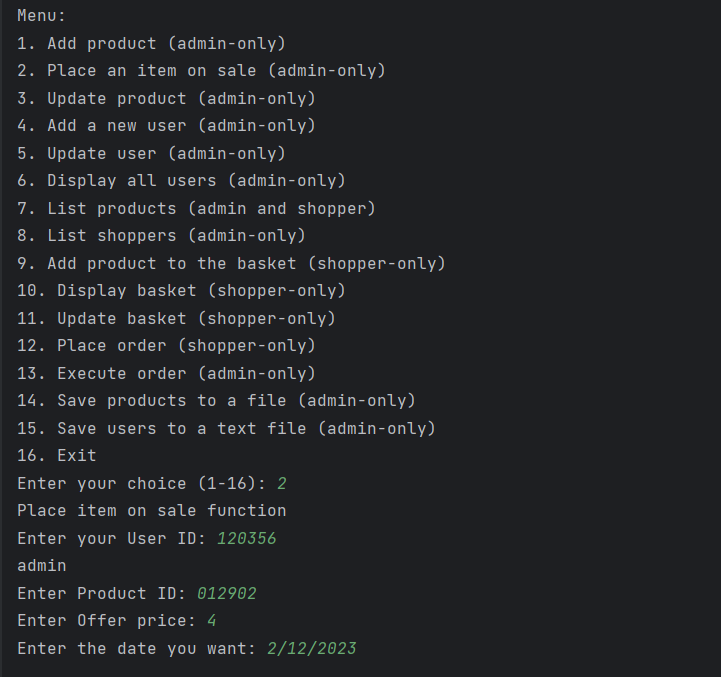 Menu:
1. Add product (admin-only)
2. Place an item on sale (admin-only)
3. Update product (admin-only)
4. Add a new user (admin-only)
5. Update user (admin-only)
6. Display all users (admin-only)
7. List products (admin and shopper)
8. List shoppers (admin-only)
9. Add product to the basket (shopper-only)
10. Display basket (shopper-only)
11. Update basket (shopper-only)
12. Place order (shopper-only)
13. Execute order (admin-only)
14. Save products to a file (admin-only)
15. Save users to a text file (admin-only)
16. Exit
Enter your choice (1-16): 2
Place item on sale function
Enter your User ID: 120356
admin
Enter Product ID: 012902
Enter Offer price: 4
Enter the date you want: 2/12/2023